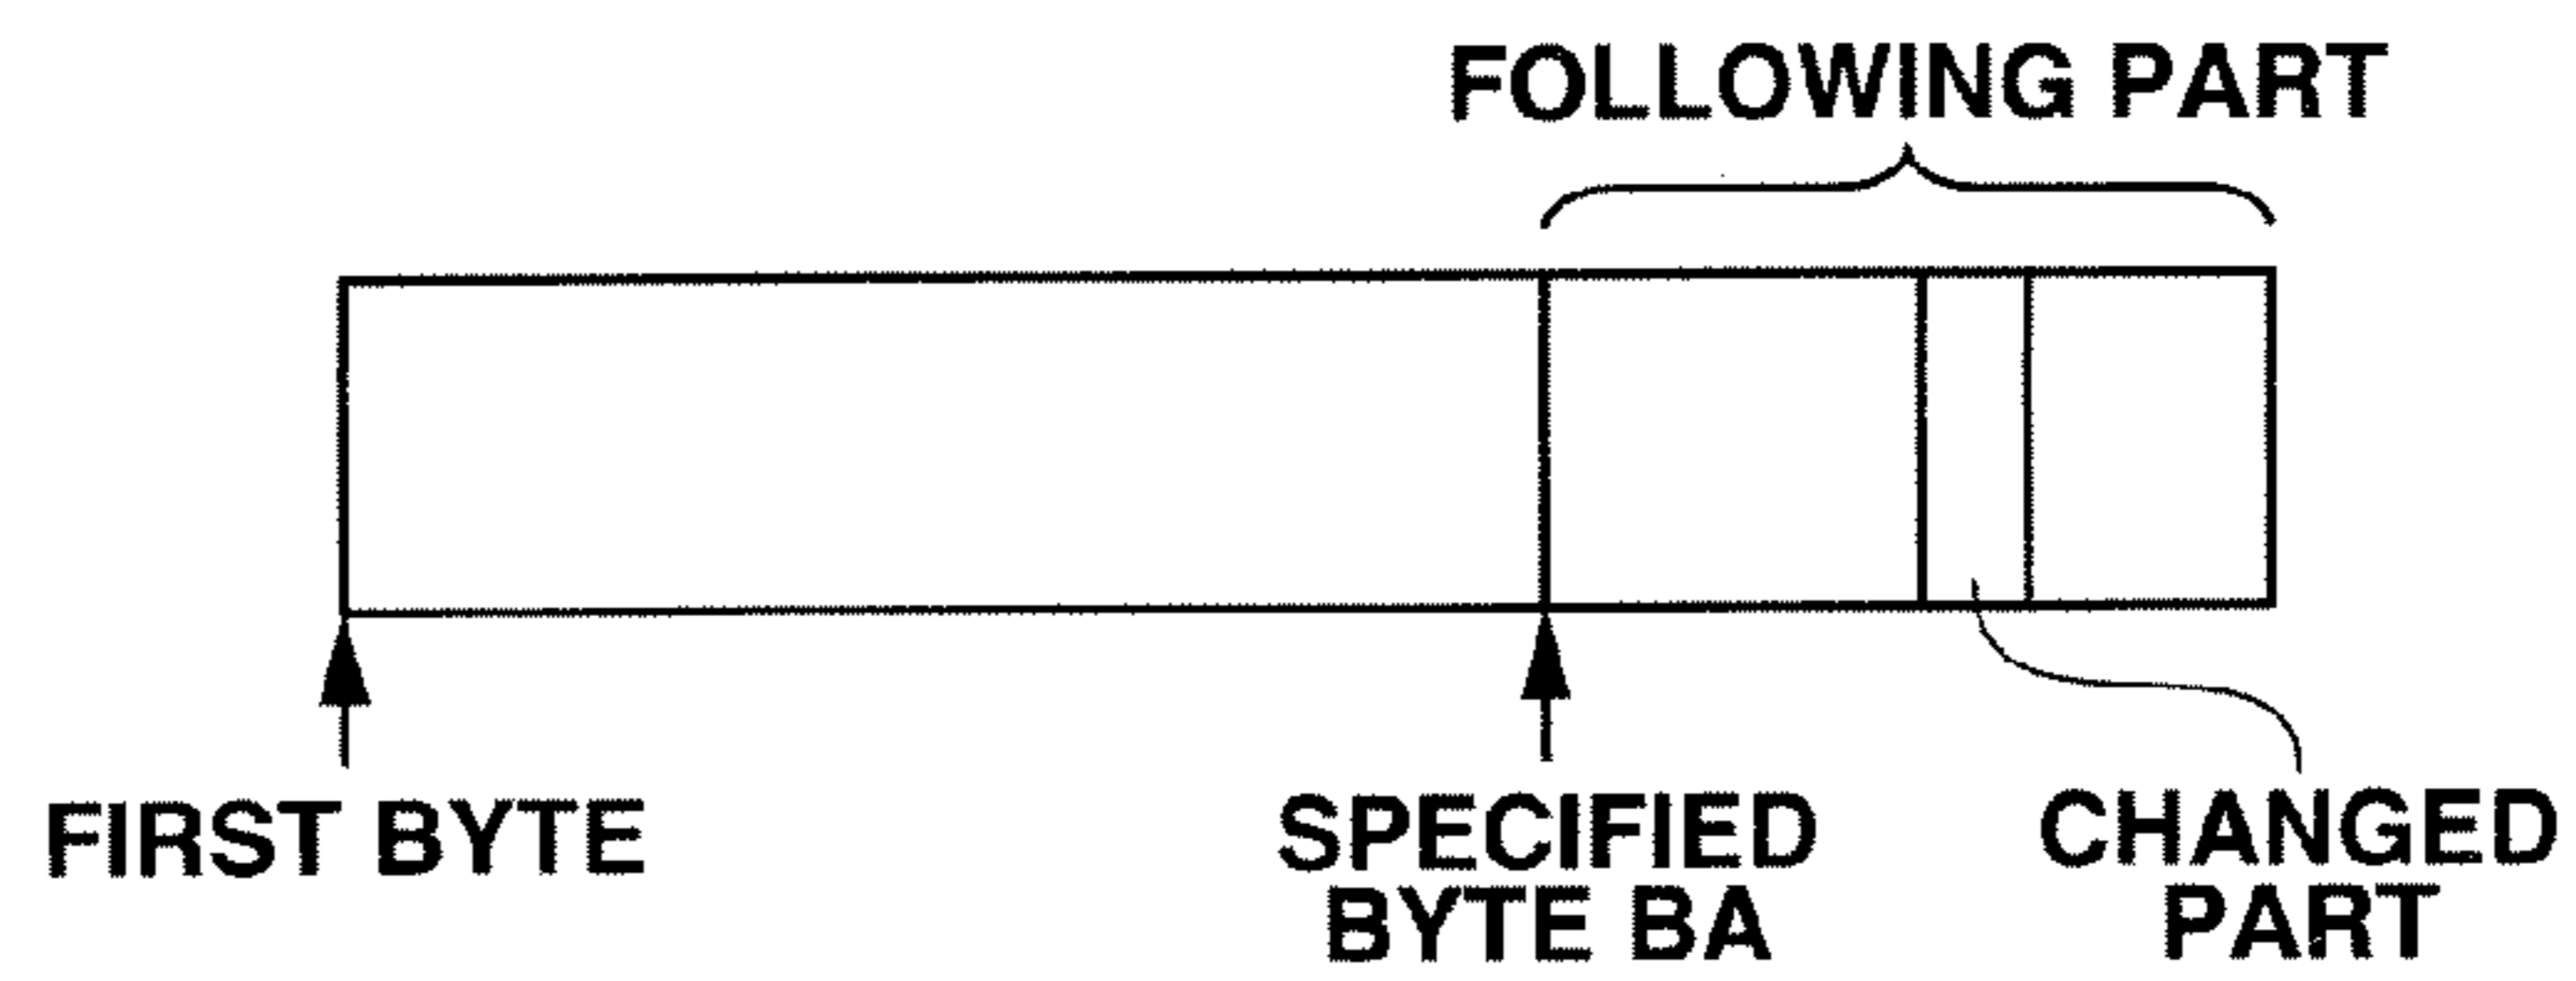 FOLLOWING PART
FIRST BYTE
SPECIFIED
BYTE BA
CHANGED
PART